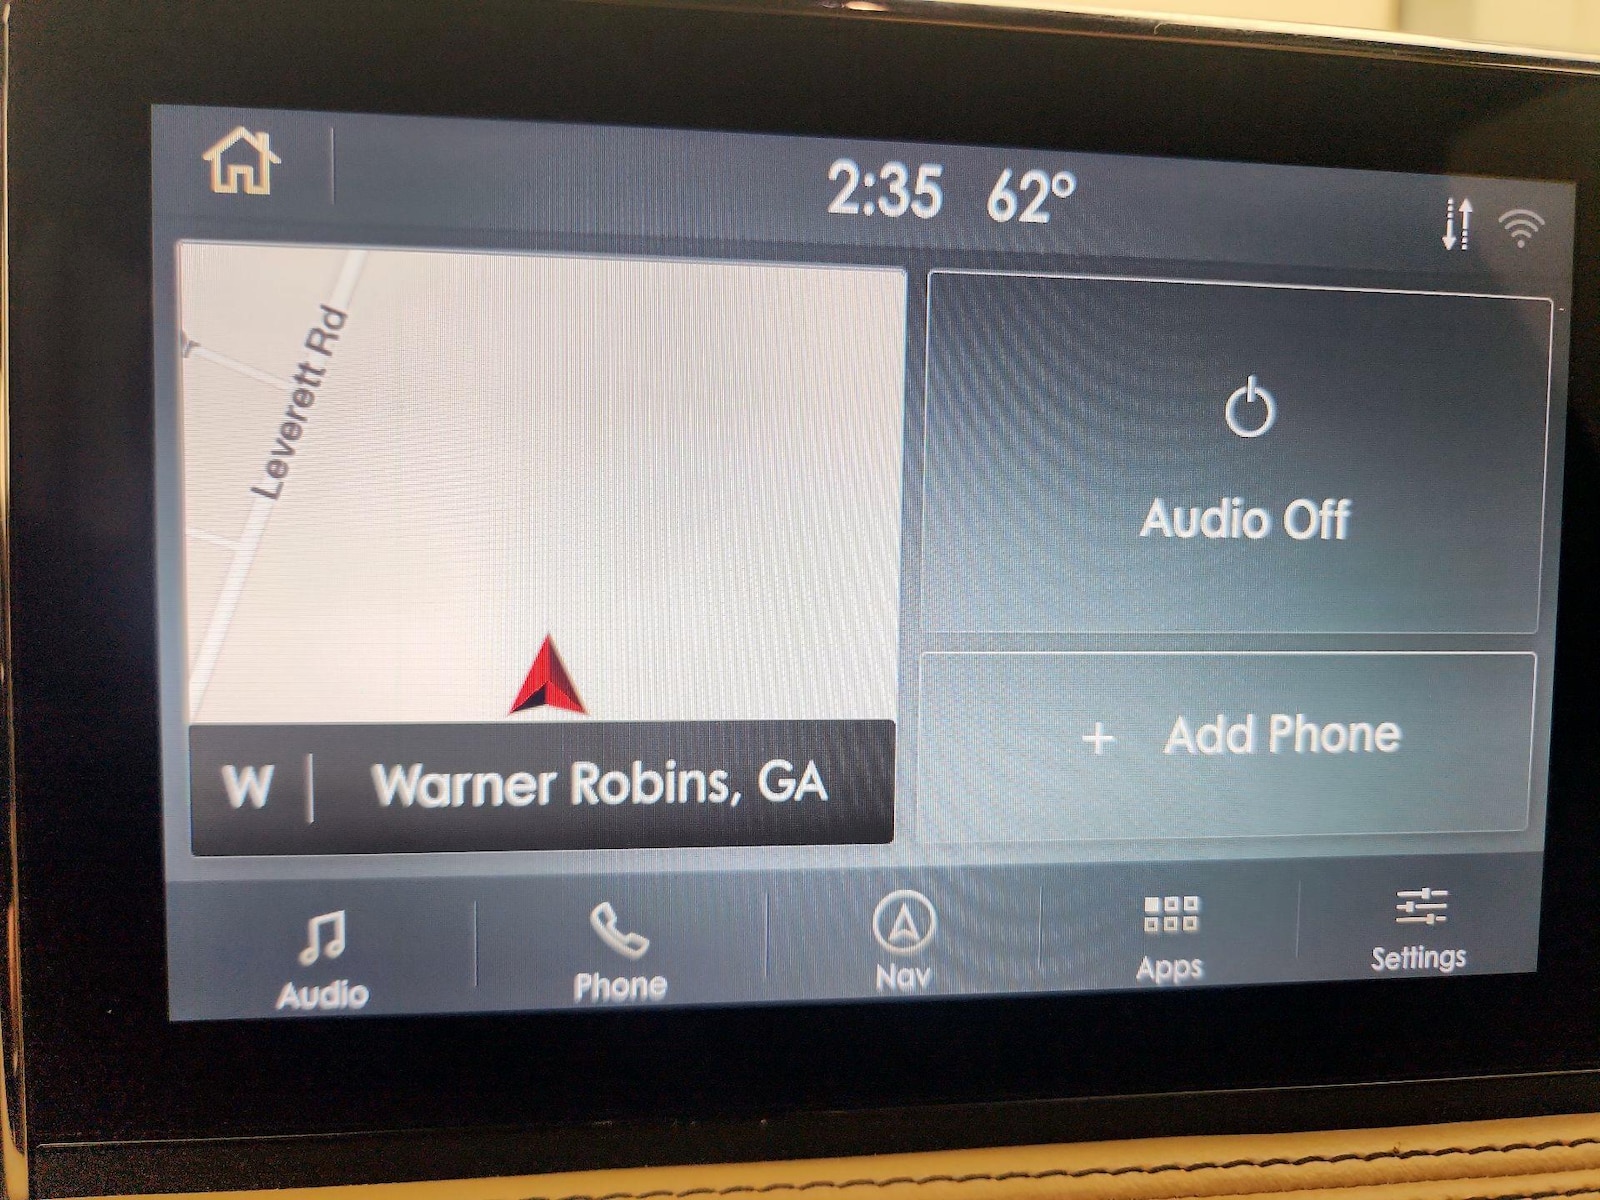 2:35 62°
Leverett Rd
Audio Off
+ Add Phone
W | Warner Robins, GA
Audio
Phone
Nav
Apps
Settings